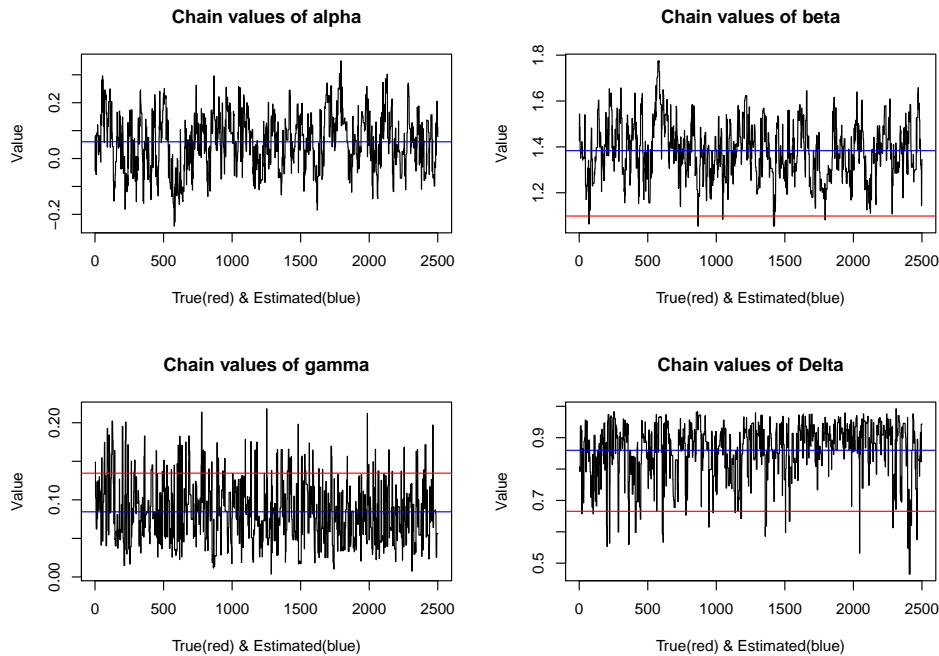 Chain values of alpha
Value
0.2
0.0
−0.2
0 500 1000 1500 2000 2500
True(red) & Estimated(blue)
Chain values of beta
Value
1.8
1.6
1.4
1.2
0 500 1000 1500 2000 2500
True(red) & Estimated(blue)
Chain values of gamma
Value
0.20
0.10
0.00
0 500 1000 1500 2000 2500
True(red) & Estimated(blue)
Chain values of Delta
Value
0.9
0.7
0.5
0 500 1000 1500 2000 2500
True(red) & Estimated(blue)